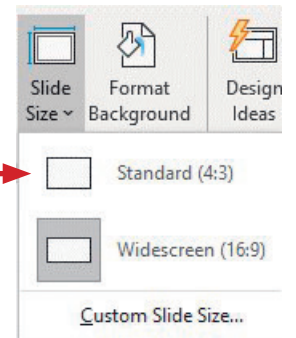 Slide Size
Format Background
Design Ideas
Standard (4:3)
Widescreen (16:9)
Custom Slide Size...